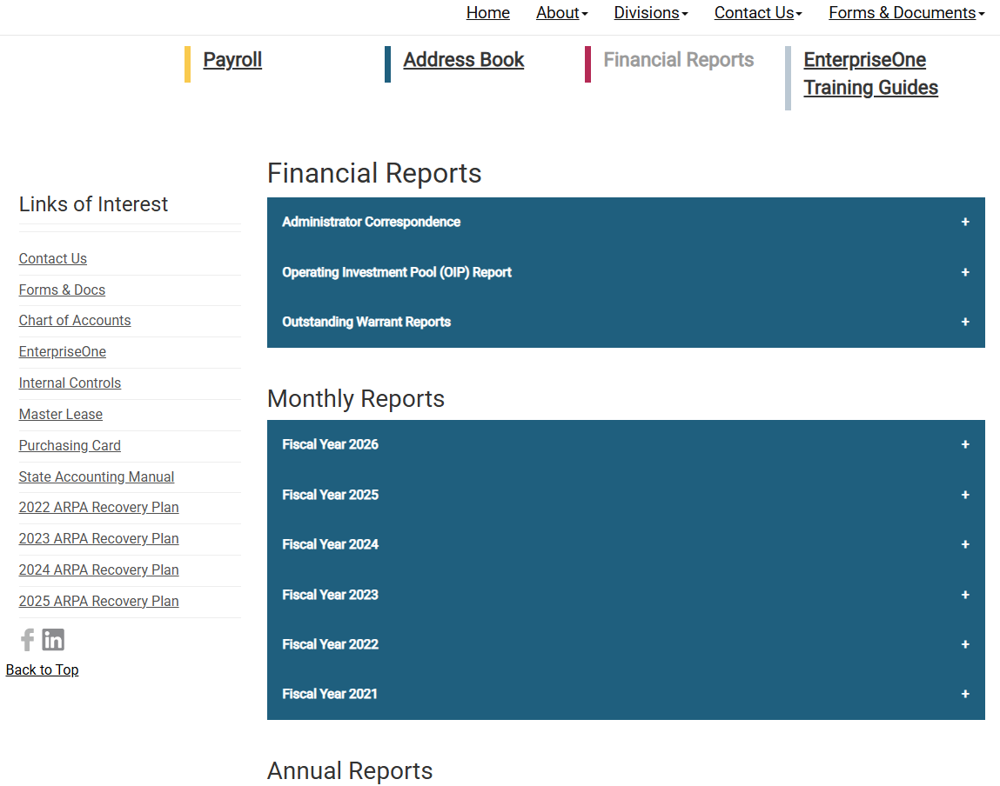 Home About Divisions Contact Us Forms & Documents
Payroll Address Book Financial Reports EnterpriseOne
Training Guides
Financial Reports
Links of Interest
Administrator Correspondence +
Contact Us
Operating Investment Pool (OIP) Report +
Forms & Docs
Chart of Accounts
Outstanding Warrant Reports +
EnterpriseOne
Internal Controls
Monthly Reports
Master Lease
Purchasing Card
Fiscal Year 2026 +
State Accounting Manual
Fiscal Year 2025 +
2022 ARPA Recovery Plan
2023 ARPA Recovery Plan
Fiscal Year 2024 +
2024 ARPA Recovery Plan
Fiscal Year 2023 +
2025 ARPA Recovery Plan
f in
Fiscal Year 2022 +
Back to Top
Fiscal Year 2021 +
Annual Reports